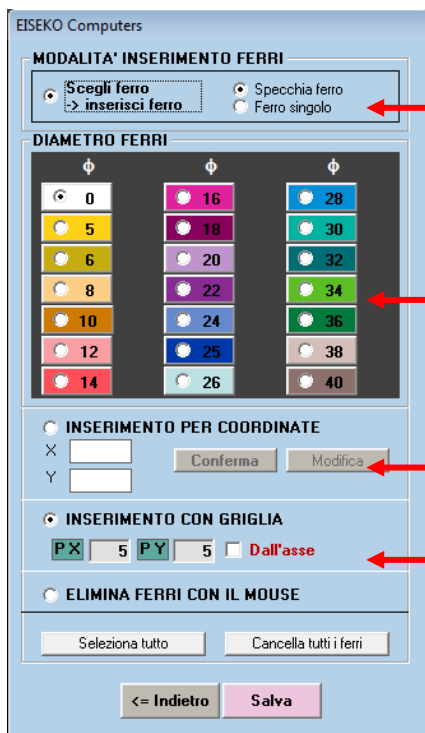 EISEKO Computers
MODALITA' INSERIMENTO FERRI
Scegli ferro
-> inserisci ferro
Specchia ferro
Ferro singolo
DIAMETRO FERRI
ϕ ϕ ϕ
0 16 28
5 18 30
6 20 32
8 22 34
10 24 36
12 25 38
14 26 40
INSERIMENTO PER COORDINATE
X
Y
Conferma Modifica
INSERIMENTO CON GRIGLIA
PX 5 PY 5 Dall'asse
ELIMINA FERRI CON IL MOUSE
Seleziona tutto Cancella tutti i ferri
<= Indietro Salva